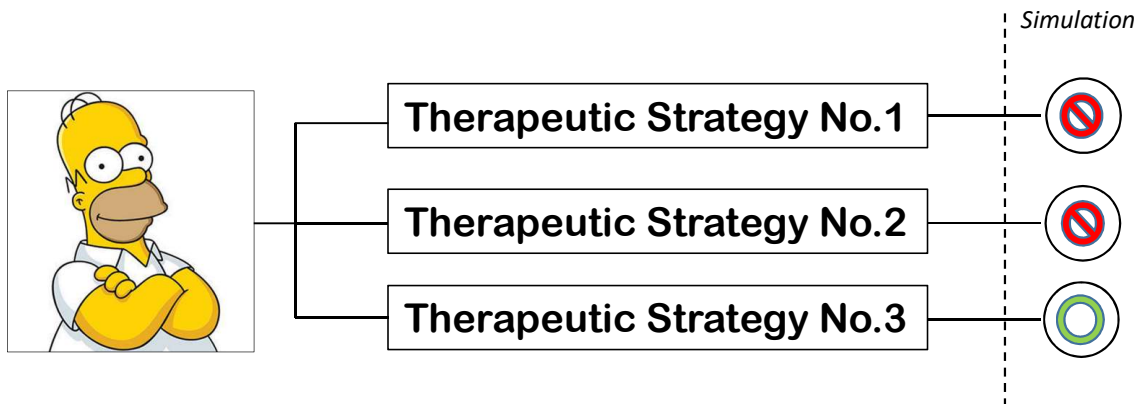 Simulation
Therapeutic Strategy No.1
Therapeutic Strategy No.2
Therapeutic Strategy No.3